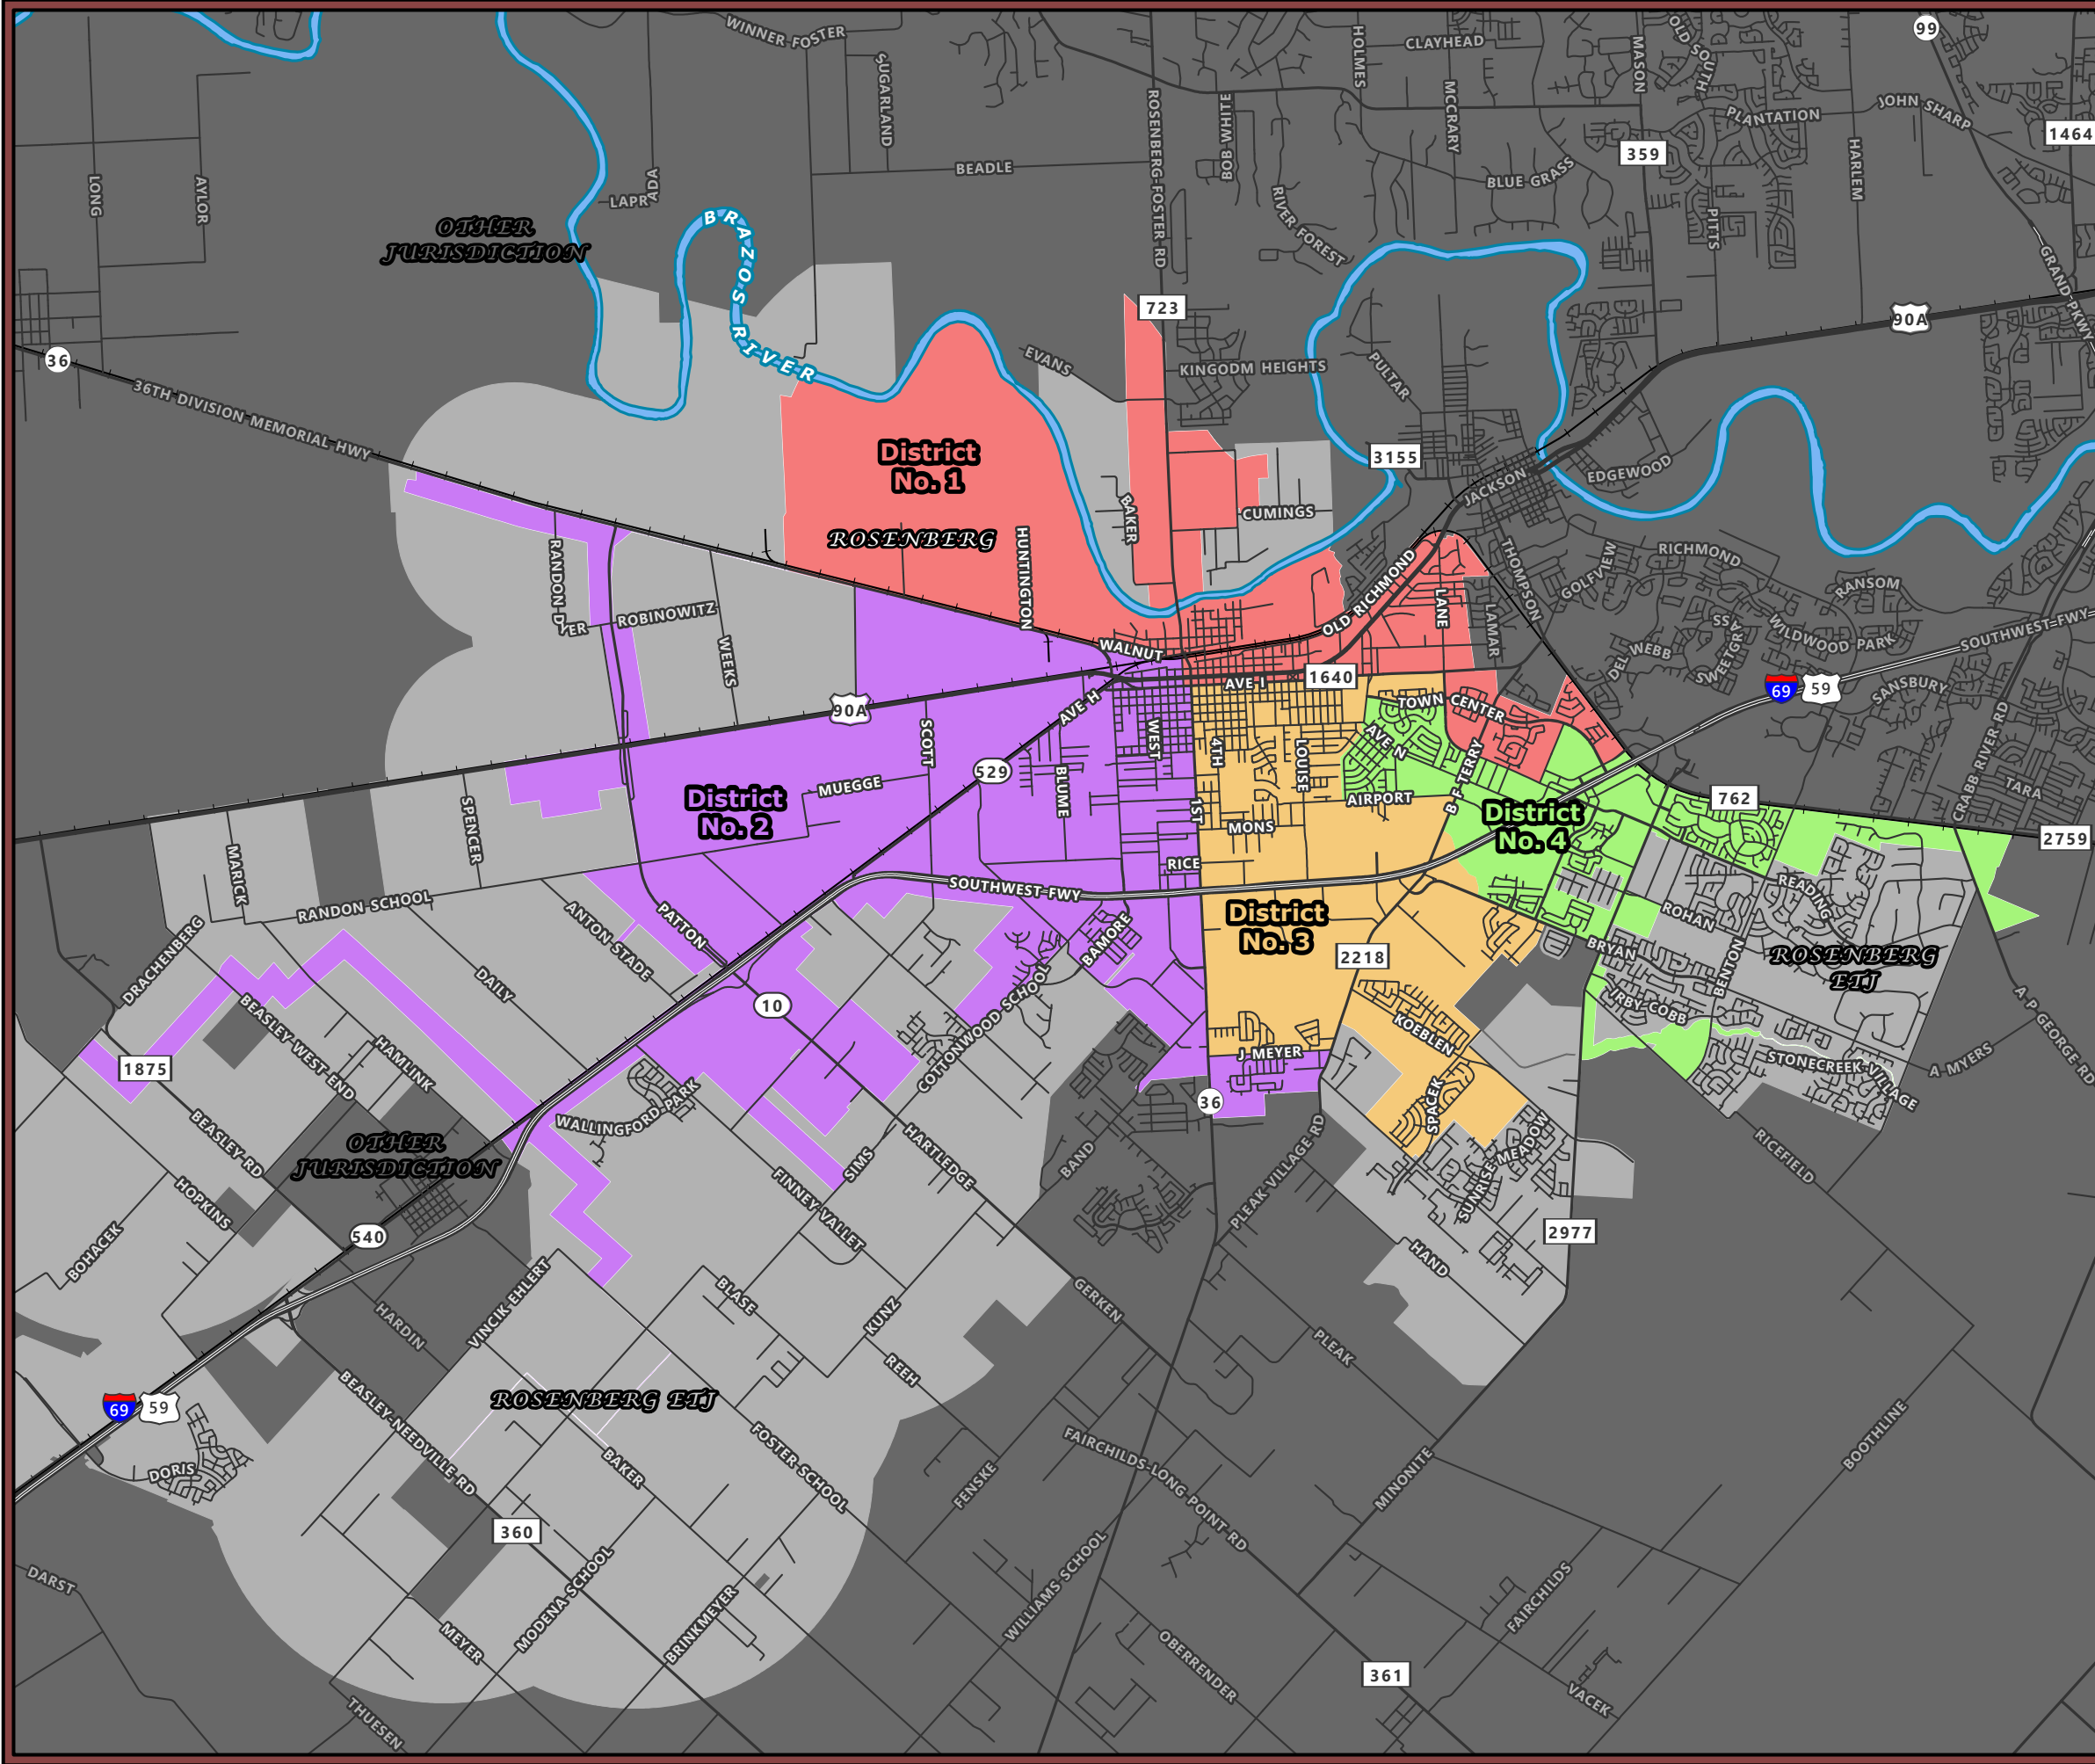 WINNER FOSTER
SUGARLAND
HOLMES
CLAYHEAD
MASON
OLD SOUTH
99
LONG
AYLOR
LAPR
ADA
BEADLE
ROSENBERG-FOSTER RD
BOB WHITE
MCCRARY
359
PLANTATION
JOHN SHARP
1464
BLUE GRASS
HARLEM
PITTS
RIVER FOREST
GRAND PKWY
OTHER
JURISDICTION
BRAZOS RIVER
723
90A
36
36TH DIVISION MEMORIAL HWY
EVANS
KINGODM HEIGHTS
PULTAR
District
No. 1
ROSENBERG
3155
JACKSON
EDGEWOOD
BAKER
CUMINGS
HUNTINGTON
RANDON
DYER
ROBINOWITZ
WEEKS
WALNUT
OLD RICHMOND
LANE
LAMAR
THOMPSON
GOLFVIEW
RICHMOND
RANSOM
SWEETGRASS
WILDWOOD PARK
DEL WEBB
SOUTHWEST FWY
69
59
SANSBURY
CRABB RIVER RD
TARA
AVE I
1640
90A
AVE H
SCOTT
529
BLUME
WEST
4TH
LOUISE
AVE N
TOWN CENTER
B F TERRY
AIRPORT
1ST
MONS
RICE
District
No. 2
MUEGGE
District
No. 4
762
2759
SPENCER
MARICK
RANDON SCHOOL
SOUTHWEST FWY
District
No. 3
2218
READING
ROHAN
BRYAN
BENTON
ROSENBERG
ETJ
DRACHENBERG
ANTON STADE
PATTON
BAMORE
DAILY
10
COTTONWOOD SCHOOL
IRBY COBB
A P GEORGE RD
KOEBLEN
J MEYER
STONECREEK VILLAGE
A MYERS
1875
BEASLEY WEST END
HAMLINK
36
SPACEK
WALLINGFORD PARK
BEASLEY RD
OTHER
JURISDICTION
SIMS
HARTLEDGE
BAND
PLEAK VILLAGE RD
SUNRISE MEADOW
RICEFIELD
HOPKINS
FINNEY VALLET
BOHACEK
540
2977
HAND
VINCIK EHLERT
HARDIN
BLASE
KUNZ
GERKEN
PLEAK
REEH
69
59
BEASLEY-NEEDVILLE RD
ROSENBERG ETJ
DORIS
BAKER
FOSTER SCHOOL
FENSKE
FAIRCHILDS-LONG POINT RD
MINONITE
BOOTHLINE
360
DARST
MODENA SCHOOL
MEYER
BRINKMEYER
WILLIAMS SCHOOL
FAIRCHILDS
OBERRENDER
361
VACEK
THUESEN